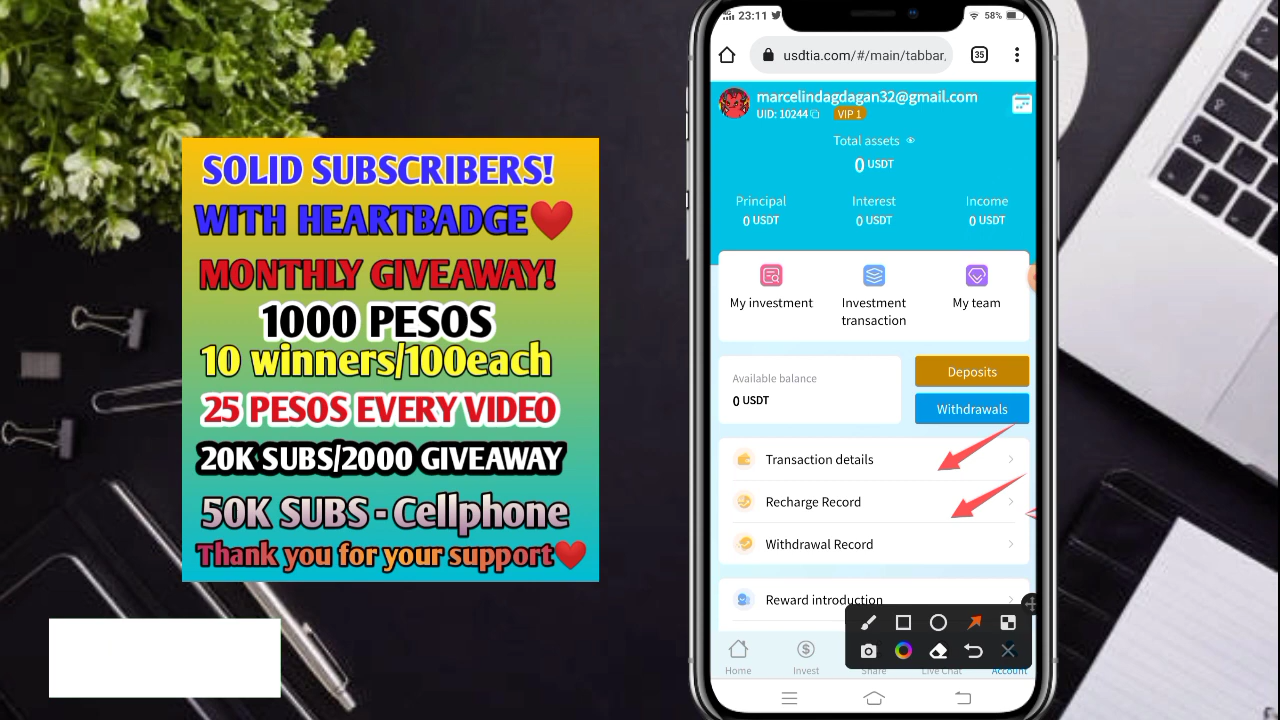 SOLID SUBSCRIBERS!
WITH HEARTBADGE❤️
MONTHLY GIVEAWAY!
1000 PESOS
10 winners/100each
25 PESOS EVERY VIDEO
20K SUBS/2000 GIVEAWAY
50K SUBS - Cellphone
Thank you for your support❤️
23:11
58%
usdtia.com/#/main/tabbar.
35
marcelindagdagan32@gmail.com
UID: 10244
VIP 1
Total assets
0 USDT
Principal
Interest
Income
0 USDT
0 USDT
0 USDT
My investment
Investment transaction
My team
Available balance
0 USDT
Deposits
Withdrawals
Transaction details
Recharge Record
Withdrawal Record
Reward introduction
Home
Invest
Share
Live Chat
Account